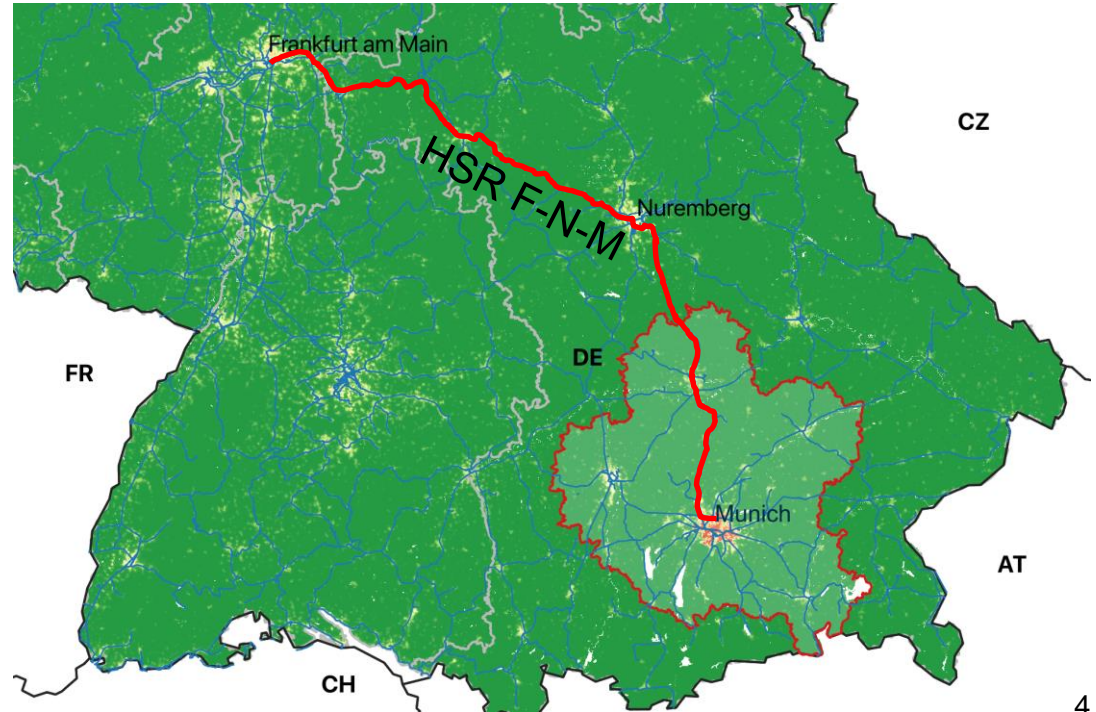 Frankfurt am Main
CZ
HSR F-N-M
Nuremberg
DE
FR
Munich
AT
CH
4